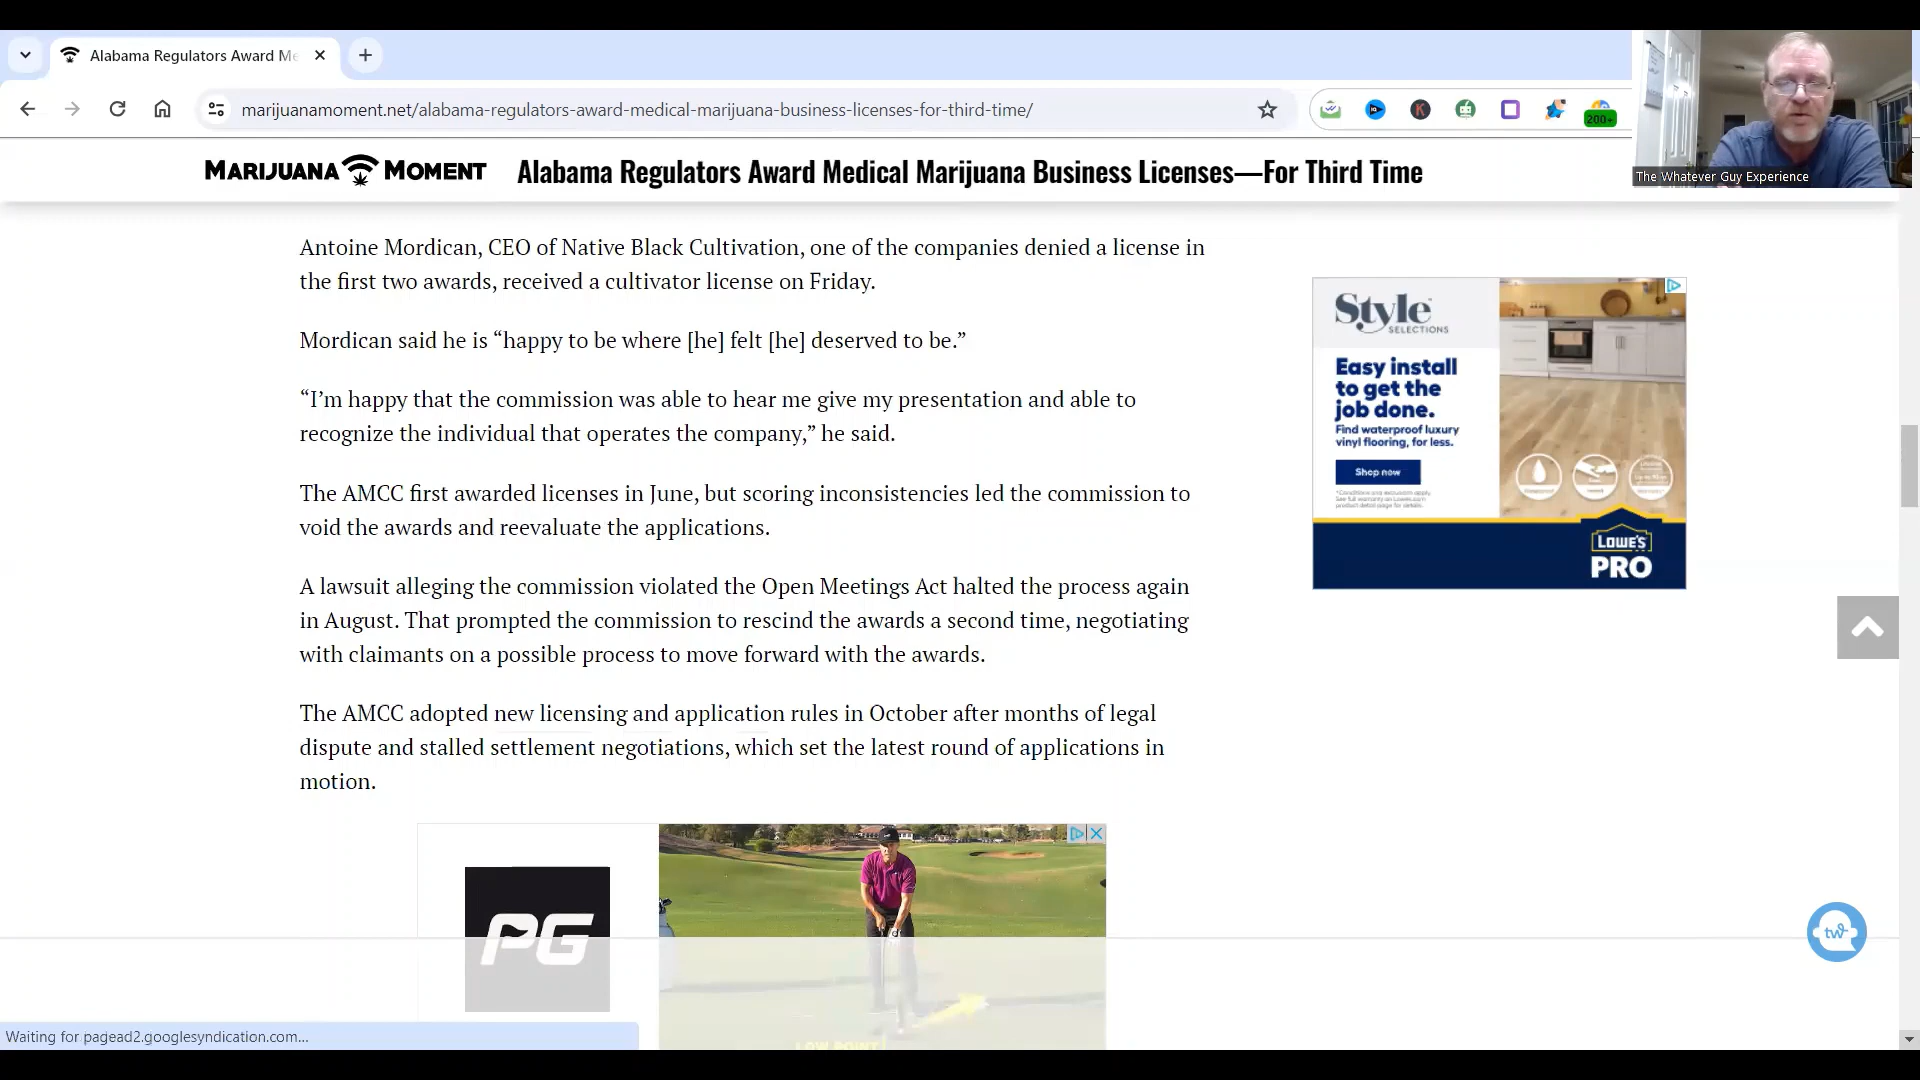 Alabama Regulators Award Me
marijuanamoment.net/alabama-regulators-award-medical-marijuana-business-licenses-for-third-time/
K
200+
MARIJUANA MOMENT
Alabama Regulators Award Medical Marijuana Business Licenses—For Third Time
The Whatever Guy Experience
Antoine Mordican, CEO of Native Black Cultivation, one of the companies denied a license in
the first two awards, received a cultivator license on Friday.
Mordican said he is “happy to be where [he] felt [he] deserved to be.”
“I’m happy that the commission was able to hear me give my presentation and able to
recognize the individual that operates the company,” he said.
The AMCC first awarded licenses in June, but scoring inconsistencies led the commission to
void the awards and reevaluate the applications.
A lawsuit alleging the commission violated the Open Meetings Act halted the process again
in August. That prompted the commission to rescind the awards a second time, negotiating
with claimants on a possible process to move forward with the awards.
The AMCC adopted new licensing and application rules in October after months of legal
dispute and stalled settlement negotiations, which set the latest round of applications in
motion.
Style
SELECTIONS
Easy install
to get the
job done.
Find waterproof luxury
vinyl flooring, for less.
Shop now
LOWE'S
PRO
PG
LOW POINT
tw
Waiting for pagead2.googlesyndication.com...